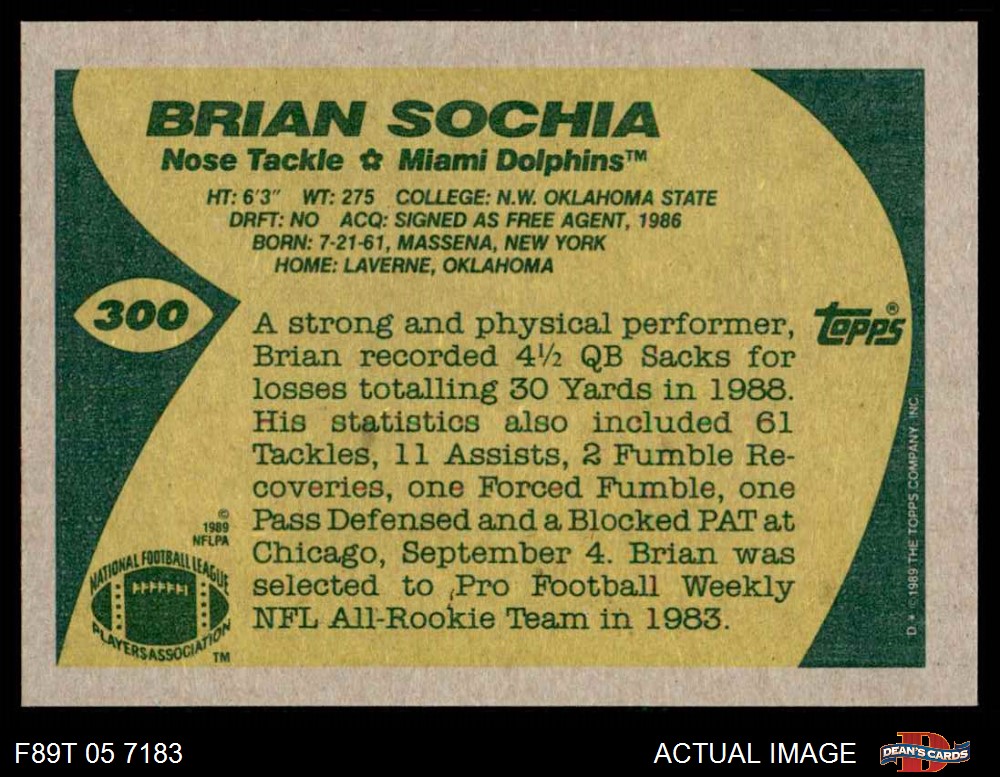 BRIAN SOCHIA
Nose Tackle ✿ Miami Dolphins™
HT: 6'3" WT: 275 COLLEGE: N.W. OKLAHOMA STATE
DRFT: NO ACQ: SIGNED AS FREE AGENT, 1986
BORN: 7-21-61, MASSENA, NEW YORK
HOME: LAVERNE, OKLAHOMA
300
topps®
A strong and physical performer,
Brian recorded 4½ QB Sacks for
losses totalling 30 Yards in 1988.
His statistics also included 61
Tackles, 11 Assists, 2 Fumble Re-
coveries, one Forced Fumble, one
Pass Defensed and a Blocked PAT at
Chicago, September 4. Brian was
selected to Pro Football Weekly
NFL All-Rookie Team in 1983.
©
1989
NFLPA
NATIONAL FOOTBALL LEAGUE
PLAYERS ASSOCIATION
TM
D * © 1989 THE TOPPS COMPANY, INC.
F89T 05 7183
ACTUAL IMAGE
D
DEAN'S CARDS